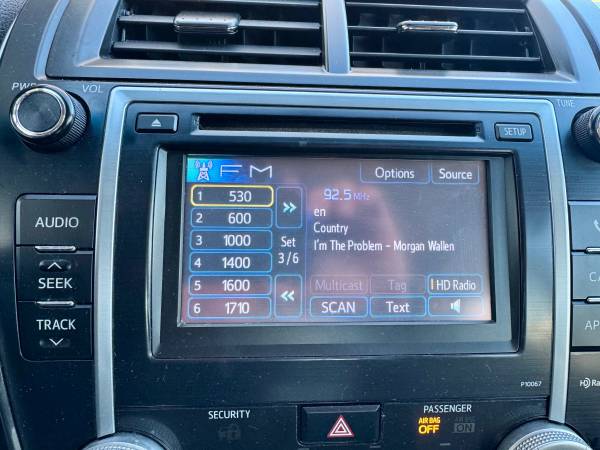 PWR VOL
TUNE
SETUP
FM Options Source
1 530
2 600
3 1000
4 1400
5 1600
6 1710
Set
3/6
92.5 MHz
en
Country
I'm The Problem - Morgan Wallen
Multicast Tag HD Radio
SCAN Text
AUDIO
SEEK
TRACK
P10067
SECURITY
PASSENGER
AIR BAG
OFF
AIR BAG
ON